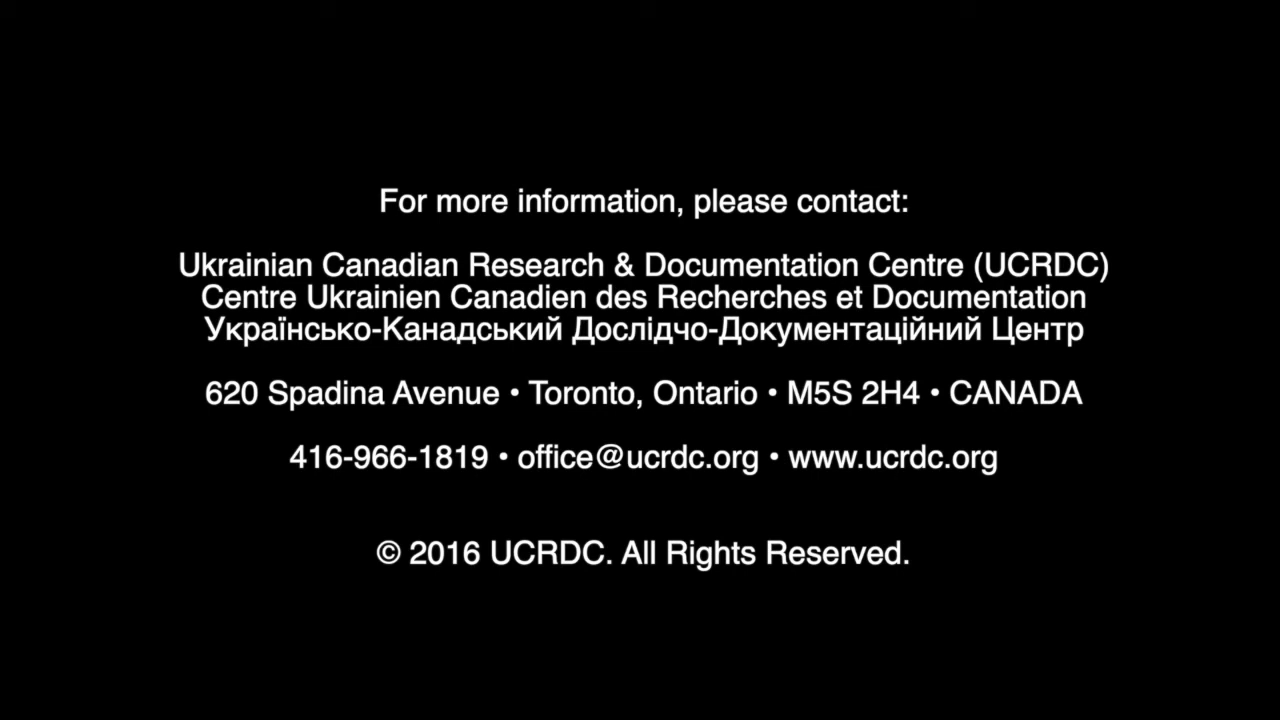 For more information, please contact:
Ukrainian Canadian Research & Documentation Centre (UCRDC)
Centre Ukrainien Canadien des Recherches et Documentation
Українсько-Канадський Дослідчо-Документаційний Центр
620 Spadina Avenue • Toronto, Ontario • M5S 2H4 • CANADA
416-966-1819 • office@ucrdc.org • www.ucrdc.org
© 2016 UCRDC. All Rights Reserved.